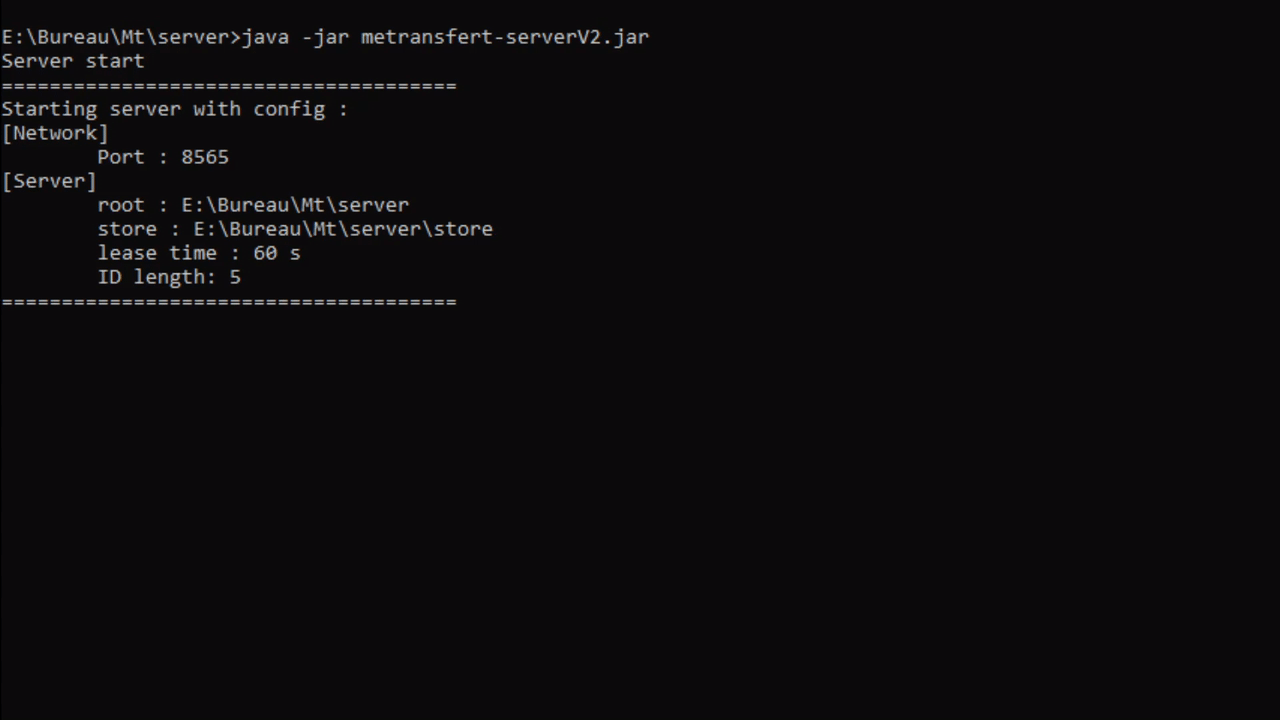 E:\Bureau\Mt\server>java -jar metransfert-serverV2.jar
Server start
======================================
Starting server with config :
[Network]
        Port : 8565
[Server]
        root : E:\Bureau\Mt\server
        store : E:\Bureau\Mt\server\store
        lease time : 60 s
        ID length: 5
======================================